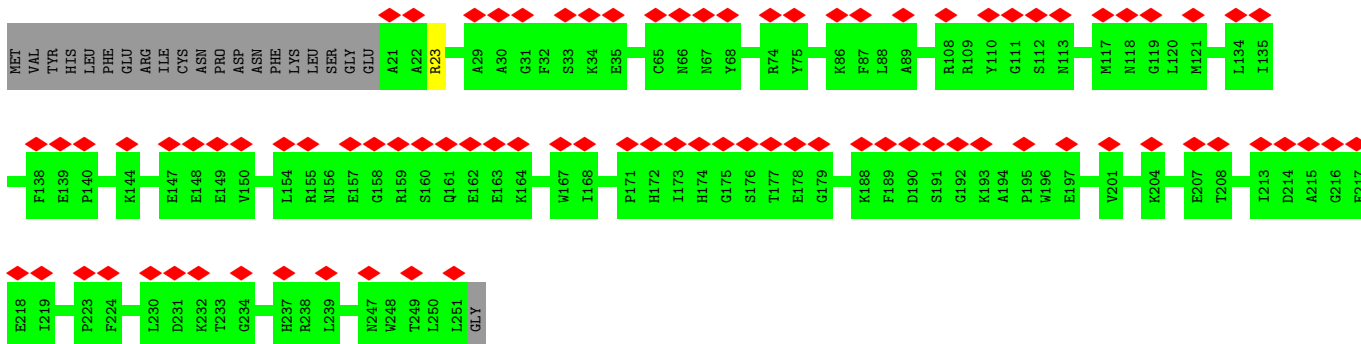 MET VAL TYR HIS LEU PHE GLU ARG ILE CYS ASN PRO ASP ASN PHE LYS LEU SER GLY GLU A21 A22 R23 A29 A30 G31 F32 S33 K34 E35 C65 N66 N67 Y68 R74 Y75 K86 F87 L88 A89 R108 R109 Y110 G111 S112 N113 M117 N118 G119 L120 M121 L134 I135
F138 E139 P140 K144 E147 E148 E149 V150 L154 R155 N156 E157 G158 R159 S160 Q161 E162 E163 K164 W167 I168 P171 H172 I173 H174 G175 S176 T177 E178 G179 K188 F189 D190 S191 G192 K193 A194 P195 W196 E197 V201 K204 E207 T208 I213 D214 A215 G216 E217
E218 I219 P223 F224 L230 D231 K232 T233 G234 H237 R238 L239 N247 W248 T249 L250 L251 GLY